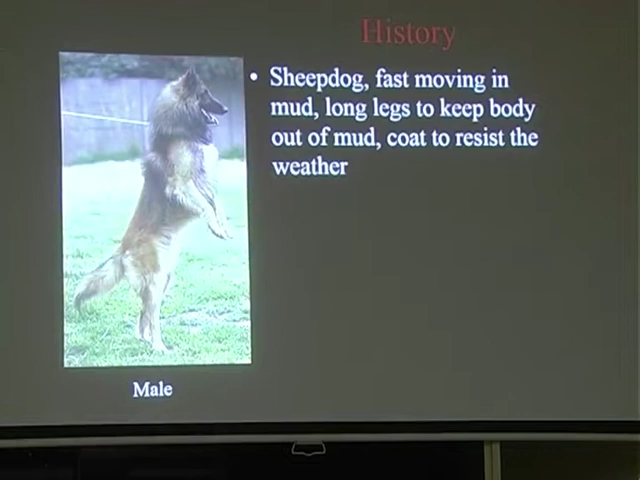 History
• Sheepdog, fast moving in
mud, long legs to keep body
out of mud, coat to resist the
weather
Male